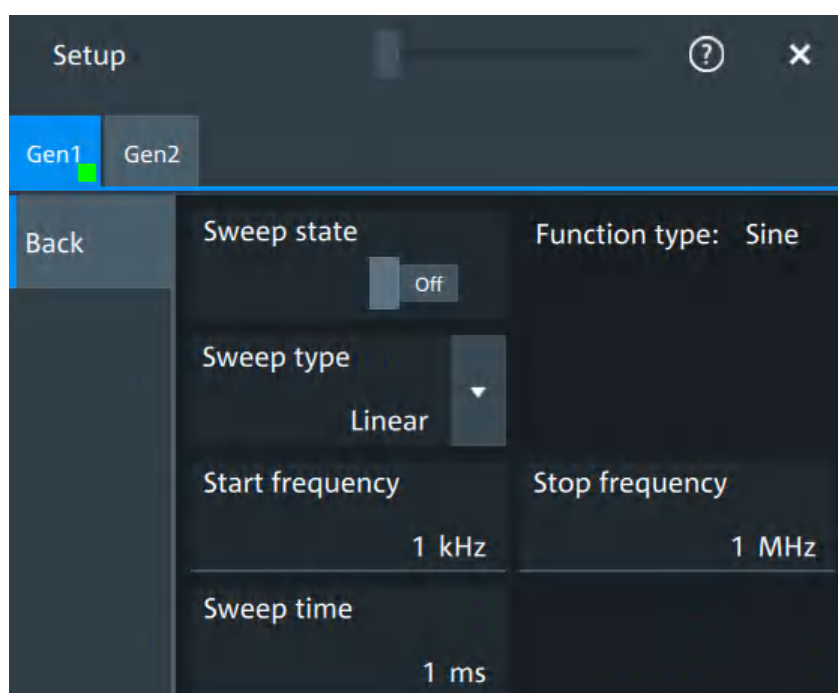 Setup ? ×
Gen1 Gen2
Back
Sweep state
Off
Function type: Sine
Sweep type
Linear
Start frequency
1 kHz
Stop frequency
1 MHz
Sweep time
1 ms